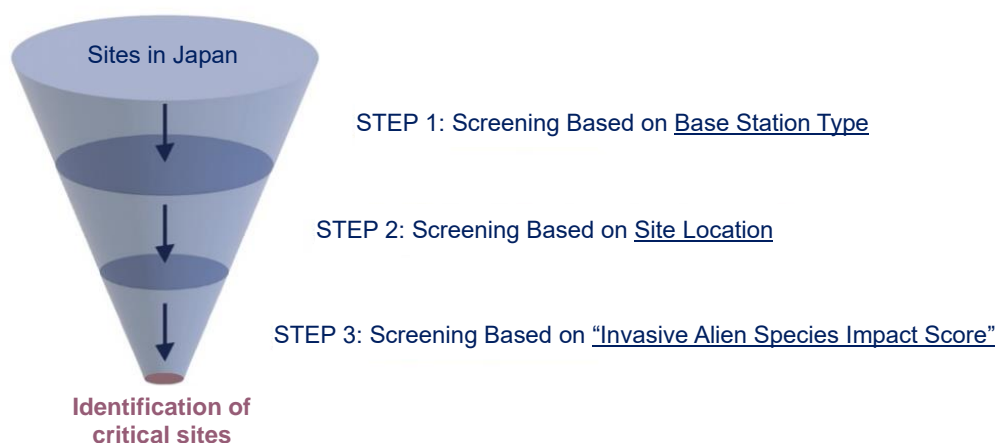 Sites in Japan
STEP 1: Screening Based on Base Station Type
STEP 2: Screening Based on Site Location
STEP 3: Screening Based on “Invasive Alien Species Impact Score”
Identification of
critical sites